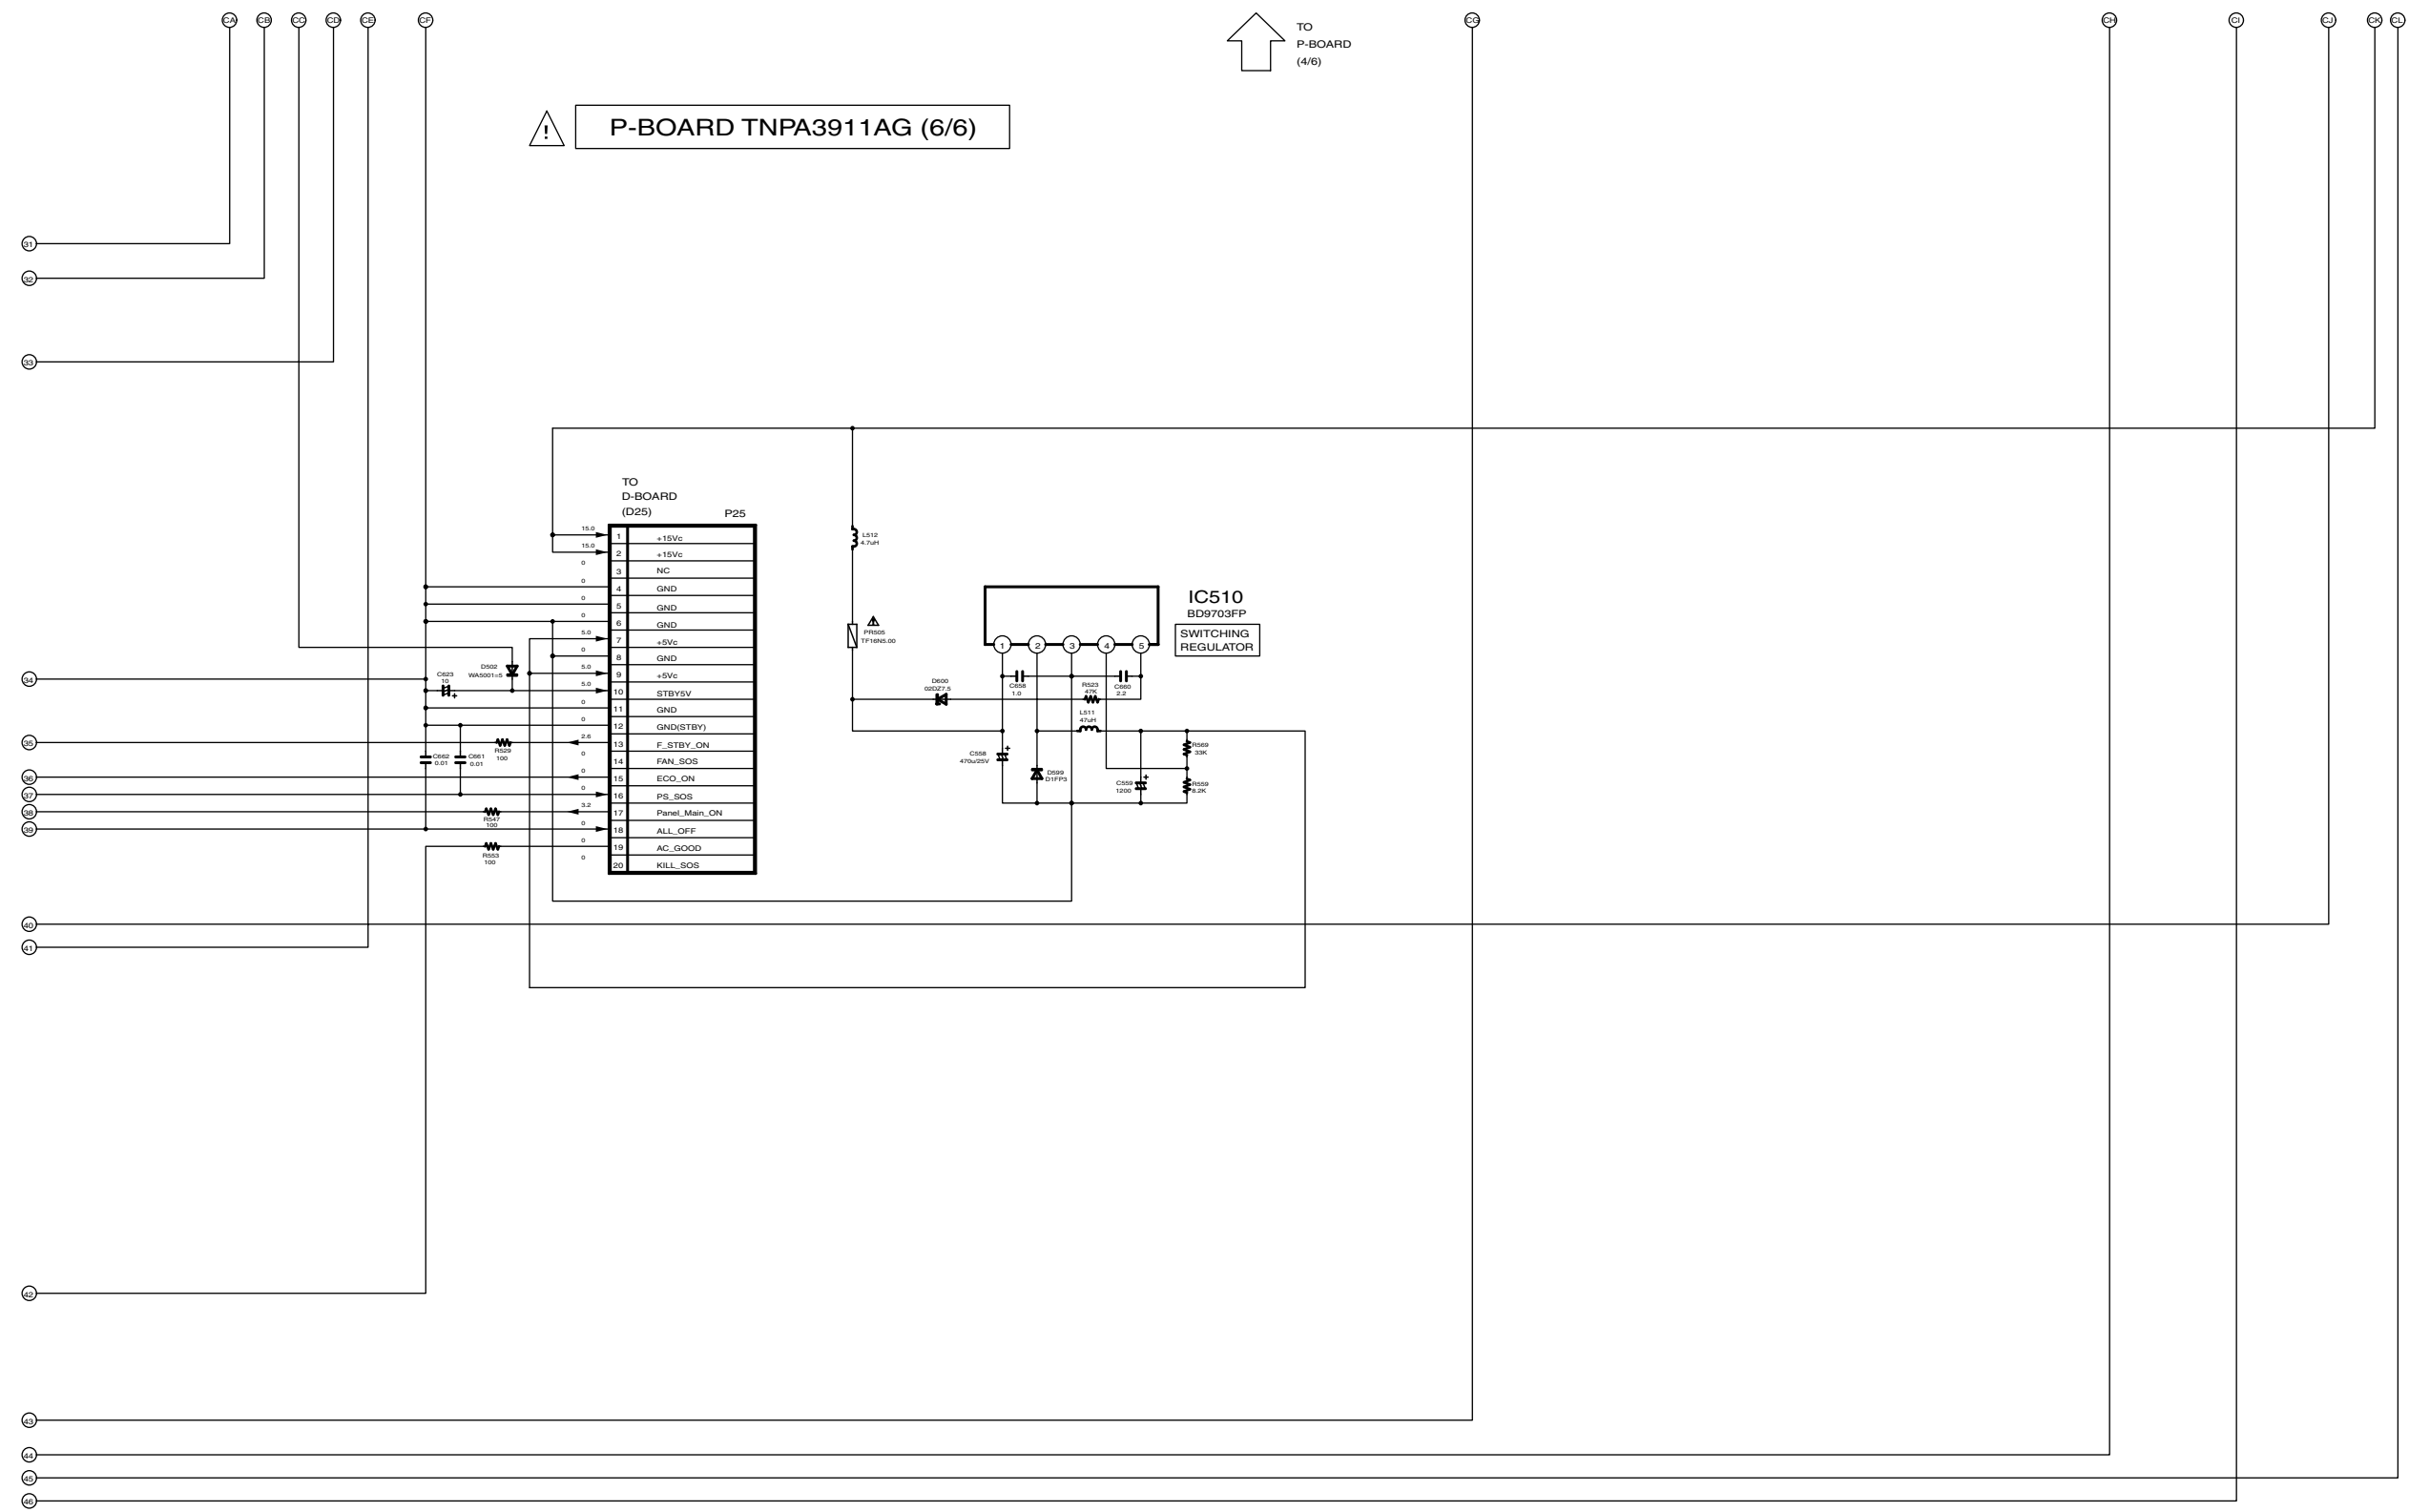 CA CB CC CD CE CF CG CH CI CJ CK CL
TO
P-BOARD
(4/6)
!
P-BOARD TNPA3911AG (6/6)
31
32
33
TO
D-BOARD
(D25)
P25
15.0 1 +15Vc
15.0 2 +15Vc
0 3 NC
0 4 GND
0 5 GND
0 6 GND
5.0 7 +5Vc
0 8 GND
5.0 9 +5Vc
5.0 10 STBY5V
0 11 GND
0 12 GND(STBY)
2.6 13 F_STBY_ON
0 14 FAN_SOS
0 15 ECO_ON
0 16 PS_SOS
3.2 17 Panel_Main_ON
0 18 ALL_OFF
0 19 AC_GOOD
0 20 KILL_SOS
L512
4.7uH
PR505
TF16N5.00
IC510
BD9703FP
SWITCHING
REGULATOR
1 2 3 4 5
D502
WA5001=5
C623
10
+
34
C658
1.0
C660
2.2
D600
02DZ7.5
R523
47K
L511
47uH
35
R529
100
C662
0.01
C661
0.01
C558
470u/25V
+
D599
D1FP3
C559
1200
+
R569
33K
R559
8.2K
36
37
38
R547
100
39
R553
100
40
41
42
43
44
45
46